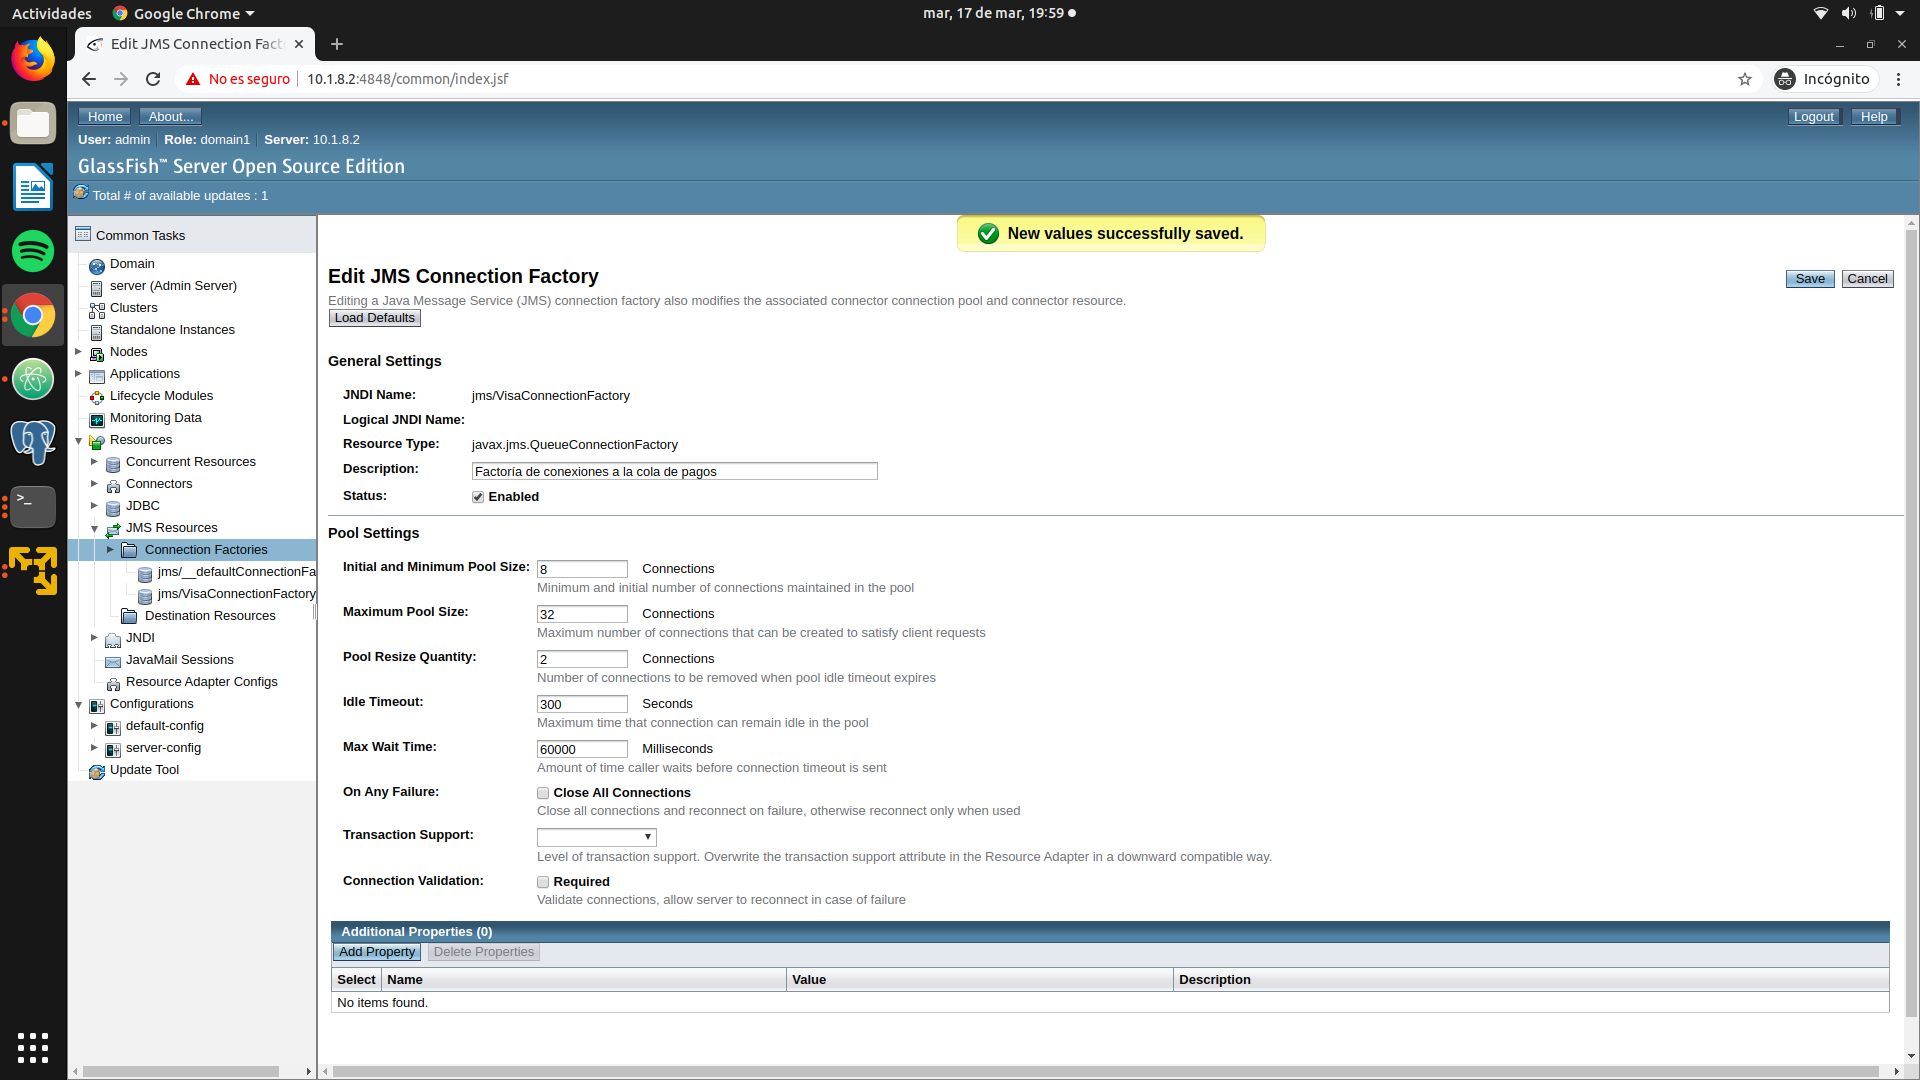 Actividades
Google Chrome
mar, 17 de mar, 19:59
Edit JMS Connection Fact
No es seguro
10.1.8.2:4848/common/index.jsf
Incógnito
Home
About...
Logout
Help
User: admin
Role: domain1
Server: 10.1.8.2
GlassFish™ Server Open Source Edition
Total # of available updates : 1
Common Tasks
Domain
server (Admin Server)
Clusters
Standalone Instances
Nodes
Applications
Lifecycle Modules
Monitoring Data
Resources
Concurrent Resources
Connectors
JDBC
JMS Resources
Connection Factories
jms/__defaultConnectionFa
jms/VisaConnectionFactory
Destination Resources
JNDI
JavaMail Sessions
Resource Adapter Configs
Configurations
default-config
server-config
Update Tool
New values successfully saved.
Edit JMS Connection Factory
Save
Cancel
Editing a Java Message Service (JMS) connection factory also modifies the associated connector connection pool and connector resource.
Load Defaults
General Settings
JNDI Name: jms/VisaConnectionFactory
Logical JNDI Name:
Resource Type: javax.jms.QueueConnectionFactory
Description: Factoría de conexiones a la cola de pagos
Status: Enabled
Pool Settings
Initial and Minimum Pool Size: 8 Connections
Minimum and initial number of connections maintained in the pool
Maximum Pool Size: 32 Connections
Maximum number of connections that can be created to satisfy client requests
Pool Resize Quantity: 2 Connections
Number of connections to be removed when pool idle timeout expires
Idle Timeout: 300 Seconds
Maximum time that connection can remain idle in the pool
Max Wait Time: 60000 Milliseconds
Amount of time caller waits before connection timeout is sent
On Any Failure: Close All Connections
Close all connections and reconnect on failure, otherwise reconnect only when used
Transaction Support:
Level of transaction support. Overwrite the transaction support attribute in the Resource Adapter in a downward compatible way.
Connection Validation: Required
Validate connections, allow server to reconnect in case of failure
Additional Properties (0)
Add Property
Delete Properties
Select Name Value Description
No items found.